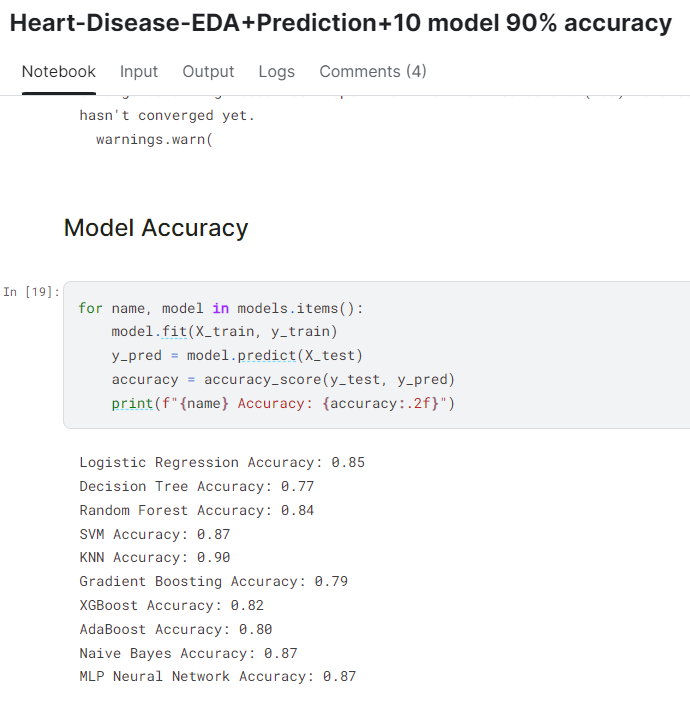 Heart-Disease-EDA+Prediction+10 model 90% accuracy
Notebook Input Output Logs Comments (4)
hasn't converged yet.
warnings.warn(
Model Accuracy
In [19]:
for name, model in models.items():
model.fit(X_train, y_train)
y_pred = model.predict(X_test)
accuracy = accuracy_score(y_test, y_pred)
print(f"{name} Accuracy: {accuracy:.2f}")
Logistic Regression Accuracy: 0.85
Decision Tree Accuracy: 0.77
Random Forest Accuracy: 0.84
SVM Accuracy: 0.87
KNN Accuracy: 0.90
Gradient Boosting Accuracy: 0.79
XGBoost Accuracy: 0.82
AdaBoost Accuracy: 0.80
Naive Bayes Accuracy: 0.87
MLP Neural Network Accuracy: 0.87